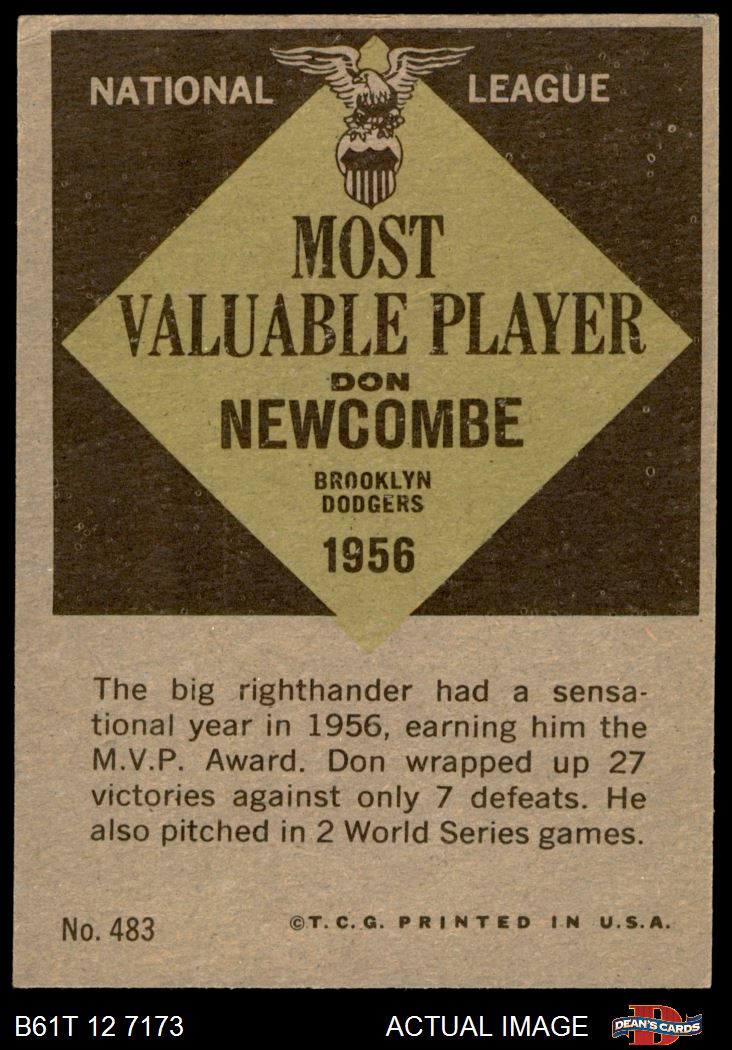 NATIONAL LEAGUE
MOST
VALUABLE PLAYER
DON
NEWCOMBE
BROOKLYN
DODGERS
1956
The big righthander had a sensa-
tional year in 1956, earning him the
M.V.P. Award. Don wrapped up 27
victories against only 7 defeats. He
also pitched in 2 World Series games.
No. 483 ©T.C.G. PRINTED IN U.S.A.
B61T 12 7173 ACTUAL IMAGE DEAN'S CARDS